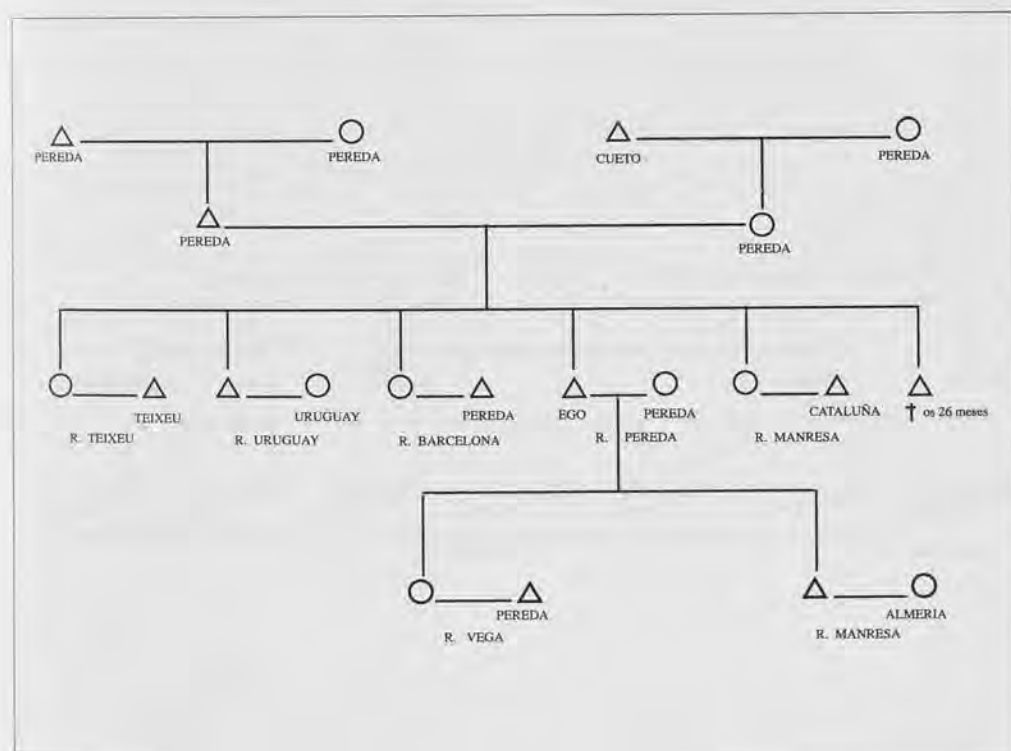 PEREDA
PEREDA
CUETO
PEREDA
PEREDA
PEREDA
TEIXEU
URUGUAY
PEREDA
EGO
PEREDA
CATALUÑA
† os 26 meses
R. TEIXEU
R. URUGUAY
R. BARCELONA
R. PEREDA
R. MANRESA
PEREDA
ALMERIA
R. VEGA
R. MANRESA